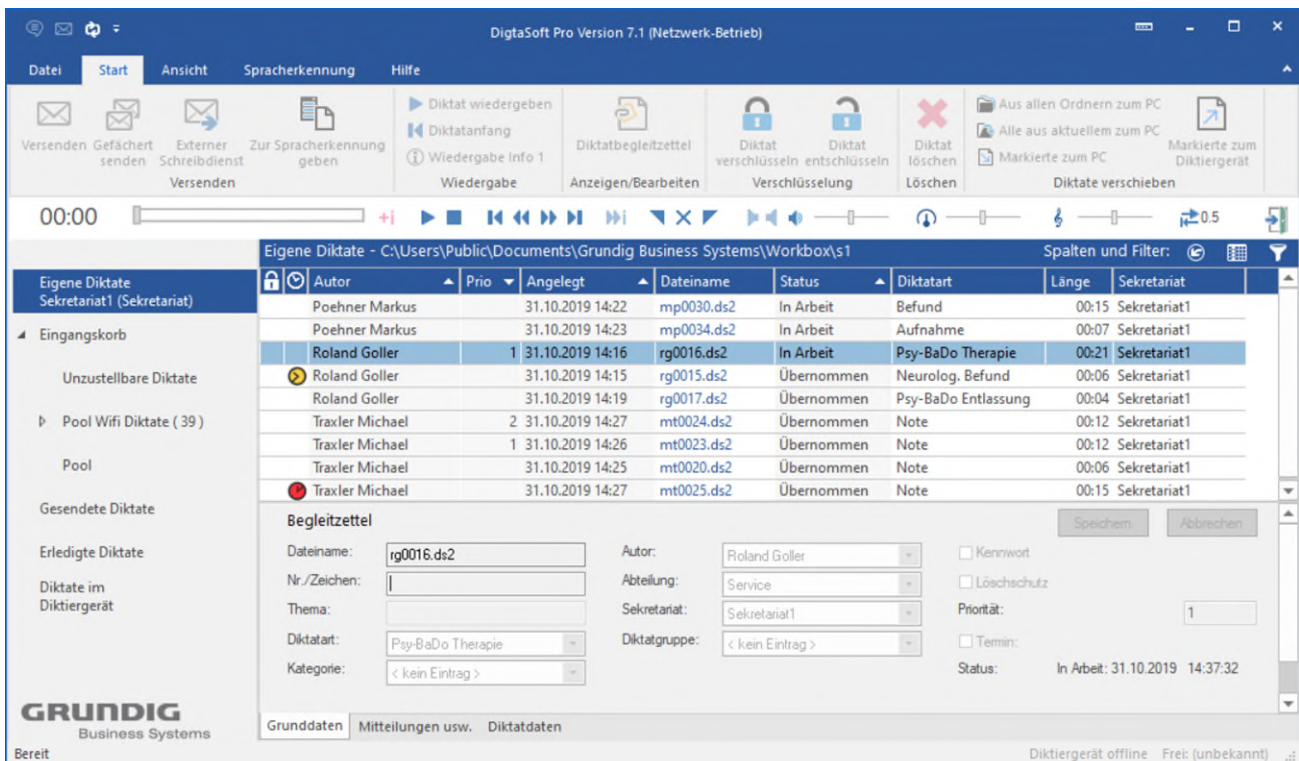 DigtaSoft Pro Version 7.1 (Netzwerk-Betrieb)
Datei Start Ansicht Spracherkennung Hilfe
Versenden
Gefächert senden
Externer Schreibdienst
Versenden
Zur Spracherkennung geben
Diktat wiedergeben
Diktatanfang
Wiedergabe Info 1
Wiedergabe
Diktatbegleitzettel
Anzeigen/Bearbeiten
Diktat verschlüsseln
Diktat entschlüsseln
Verschlüsselung
Diktat löschen
Löschen
Aus allen Ordnern zum PC
Alle aus aktuellem zum PC
Markierte zum PC
Markierte zum Diktiergerät
Diktate verschieben
00:00 +i 0.5
Eigene Diktate - C:\Users\Public\Documents\Grundig Business Systems\Workbox\s1 Spalten und Filter:
Eigene Diktate
Sekretariat1 (Sekretariat)
Eingangskorb
Unzustellbare Diktate
Pool Wifi Diktate ( 39 )
Pool
Gesendete Diktate
Erledigte Diktate
Diktate im
Diktiergerät
Autor Prio Angelegt Dateiname Status Diktatart Länge Sekretariat
Poehner Markus 31.10.2019 14:22 mp0030.ds2 In Arbeit Befund 00:15 Sekretariat1
Poehner Markus 31.10.2019 14:23 mp0034.ds2 In Arbeit Aufnahme 00:07 Sekretariat1
Roland Goller 1 31.10.2019 14:16 rg0016.ds2 In Arbeit Psy-BaDo Therapie 00:21 Sekretariat1
Roland Goller 31.10.2019 14:15 rg0015.ds2 Übernommen Neurolog. Befund 00:06 Sekretariat1
Roland Goller 31.10.2019 14:19 rg0017.ds2 Übernommen Psy-BaDo Entlassung 00:04 Sekretariat1
Traxler Michael 2 31.10.2019 14:27 mt0024.ds2 Übernommen Note 00:12 Sekretariat1
Traxler Michael 1 31.10.2019 14:26 mt0023.ds2 Übernommen Note 00:12 Sekretariat1
Traxler Michael 31.10.2019 14:25 mt0020.ds2 Übernommen Note 00:06 Sekretariat1
Traxler Michael 31.10.2019 14:27 mt0025.ds2 Übernommen Note 00:15 Sekretariat1
Begleitzettel Speichern Abbrechen
Dateiname: rg0016.ds2 Autor: Roland Goller Kennwort
Nr./Zeichen: Abteilung: Service Löschschutz
Thema: Sekretariat: Sekretariat1 Priorität: 1
Diktatart: Psy-BaDo Therapie Diktatgruppe: < kein Eintrag > Termin:
Kategorie: < kein Eintrag > Status: In Arbeit: 31.10.2019 14:37:32
Grunddaten Mitteilungen usw. Diktatdaten
GRUNDIG
Business Systems
Bereit Diktiergerät offline Frei: (unbekannt)